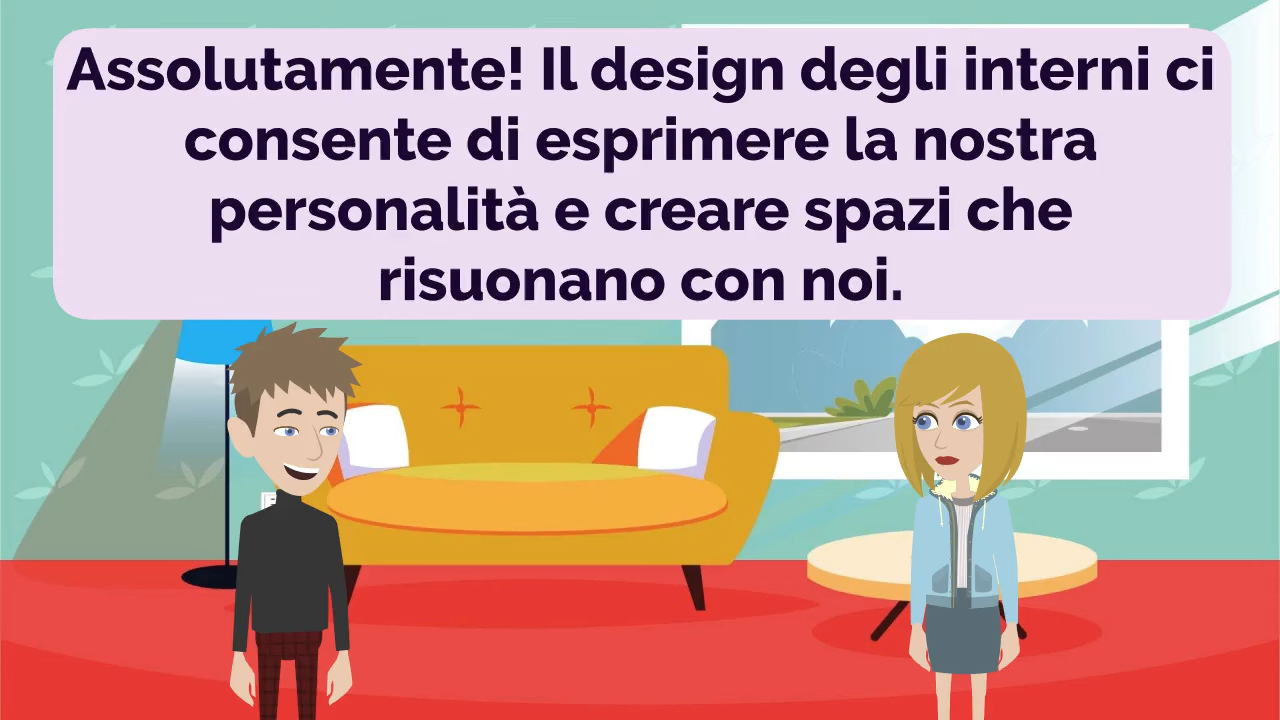 Assolutamente! Il design degli interni ci
consente di esprimere la nostra
personalità e creare spazi che
risuonano con noi.